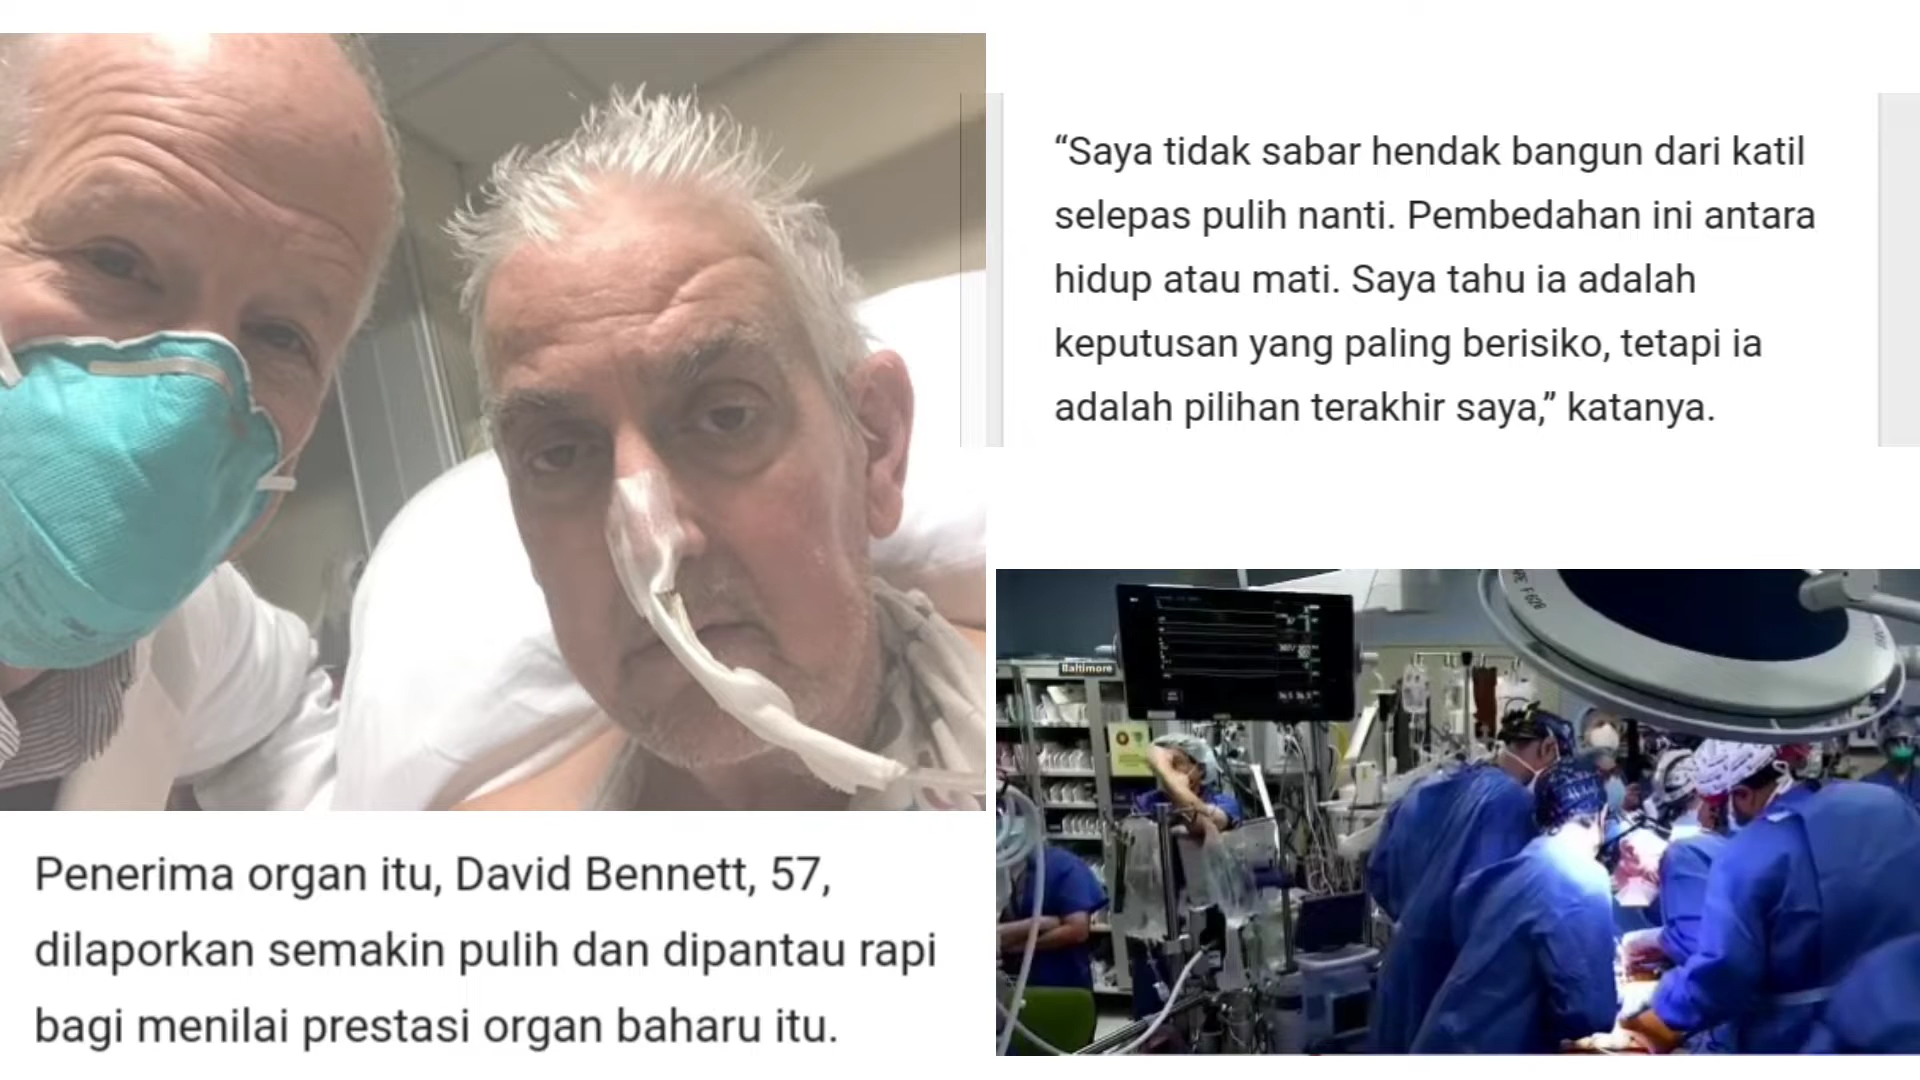 “Saya tidak sabar hendak bangun dari katil
selepas pulih nanti. Pembedahan ini antara
hidup atau mati. Saya tahu ia adalah
keputusan yang paling berisiko, tetapi ia
adalah pilihan terakhir saya,” katanya.
Baltimore
Penerima organ itu, David Bennett, 57,
dilaporkan semakin pulih dan dipantau rapi
bagi menilai prestasi organ baharu itu.